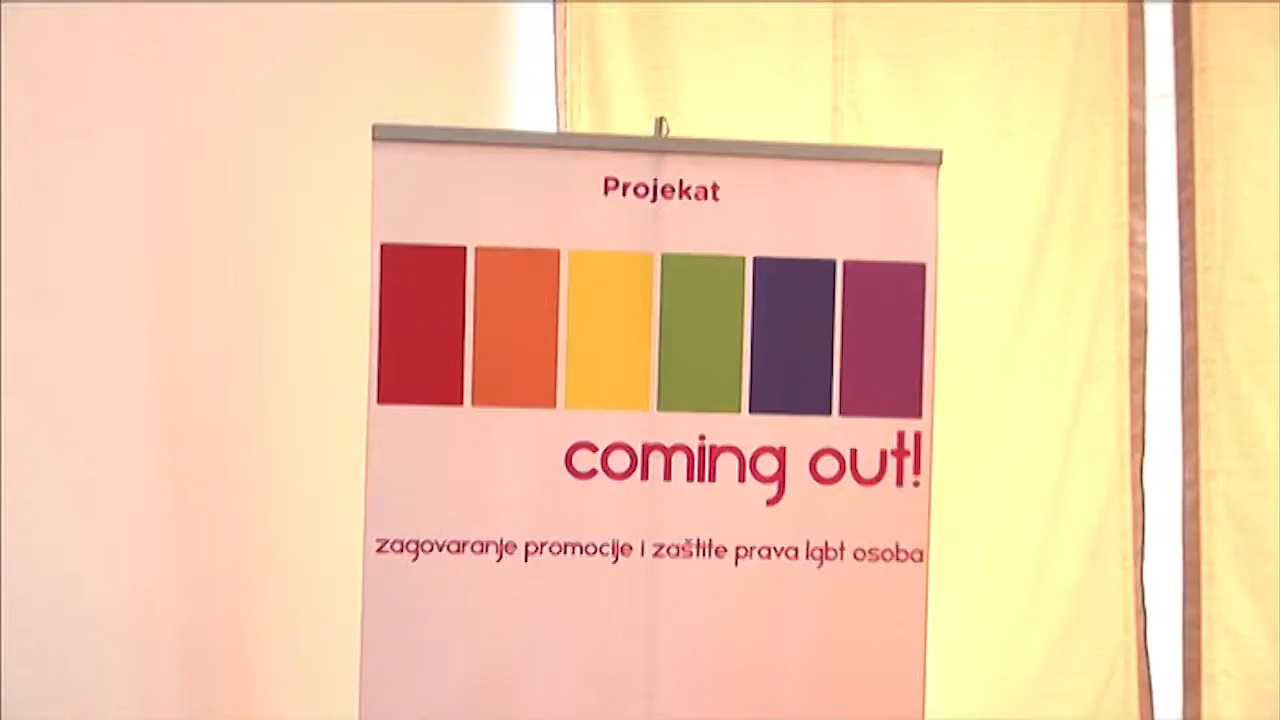 Projekat
coming out!
zagovaranje promocije i zaštite prava lgbt osoba